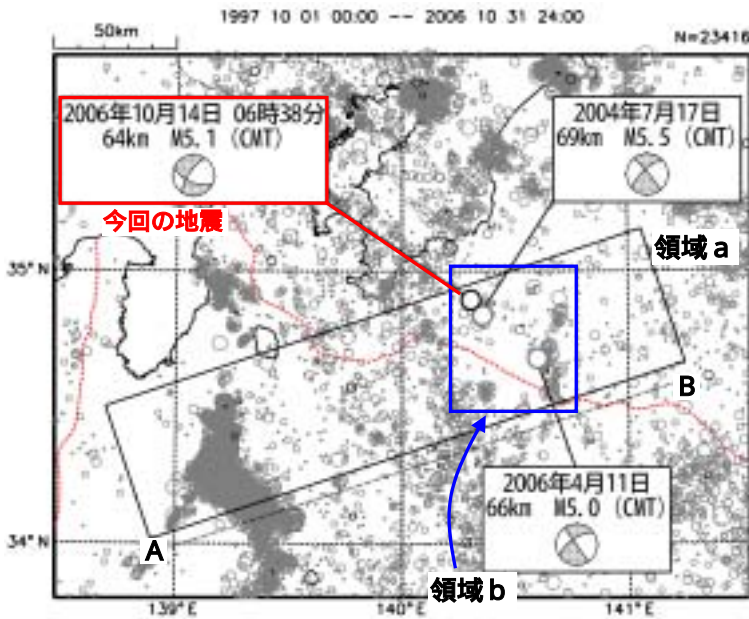 1997 10 01 00:00 -- 2006 10 31 24:00
50km
N=23416
2006年10月14日 06時38分
64km M5.1 (CMT)
今回の地震
2004年7月17日
69km M5.5 (CMT)
領域a
35°N
B
2006年4月11日
66km M5.0 (CMT)
A
34°N
領域b
139°E
140°E
141°E